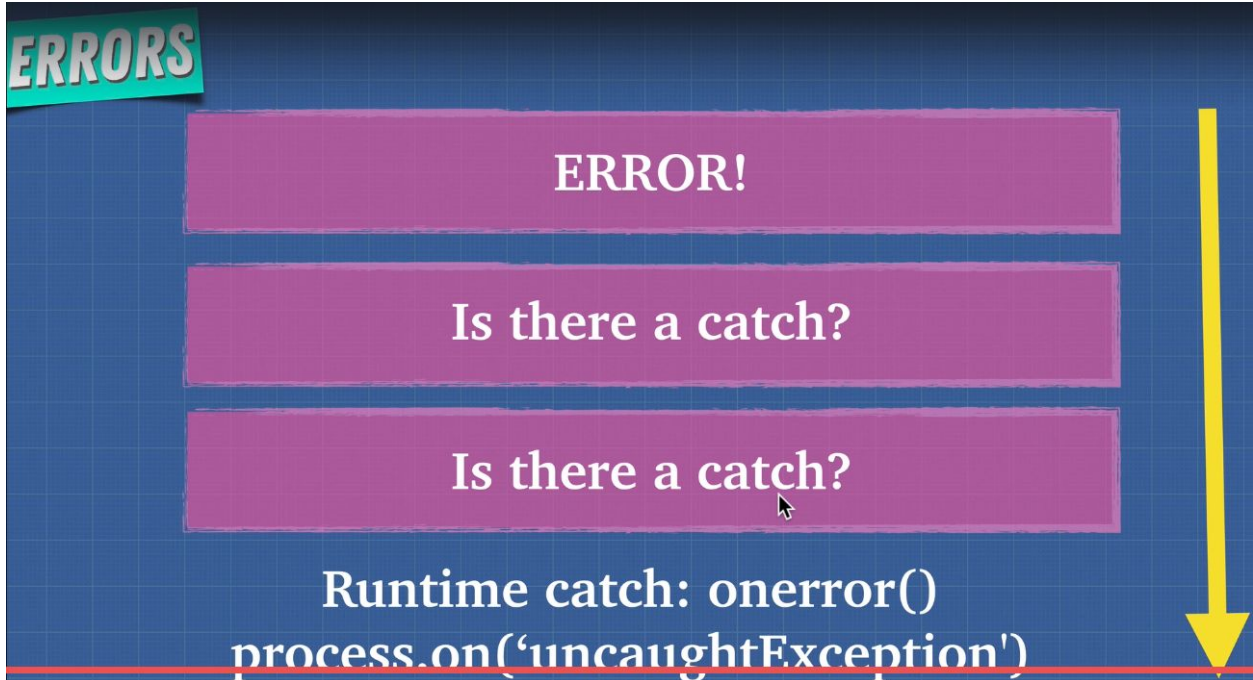 ERRORS
ERROR!
Is there a catch?
Is there a catch?
Runtime catch: onerror()
process.on(‘uncaughtException')